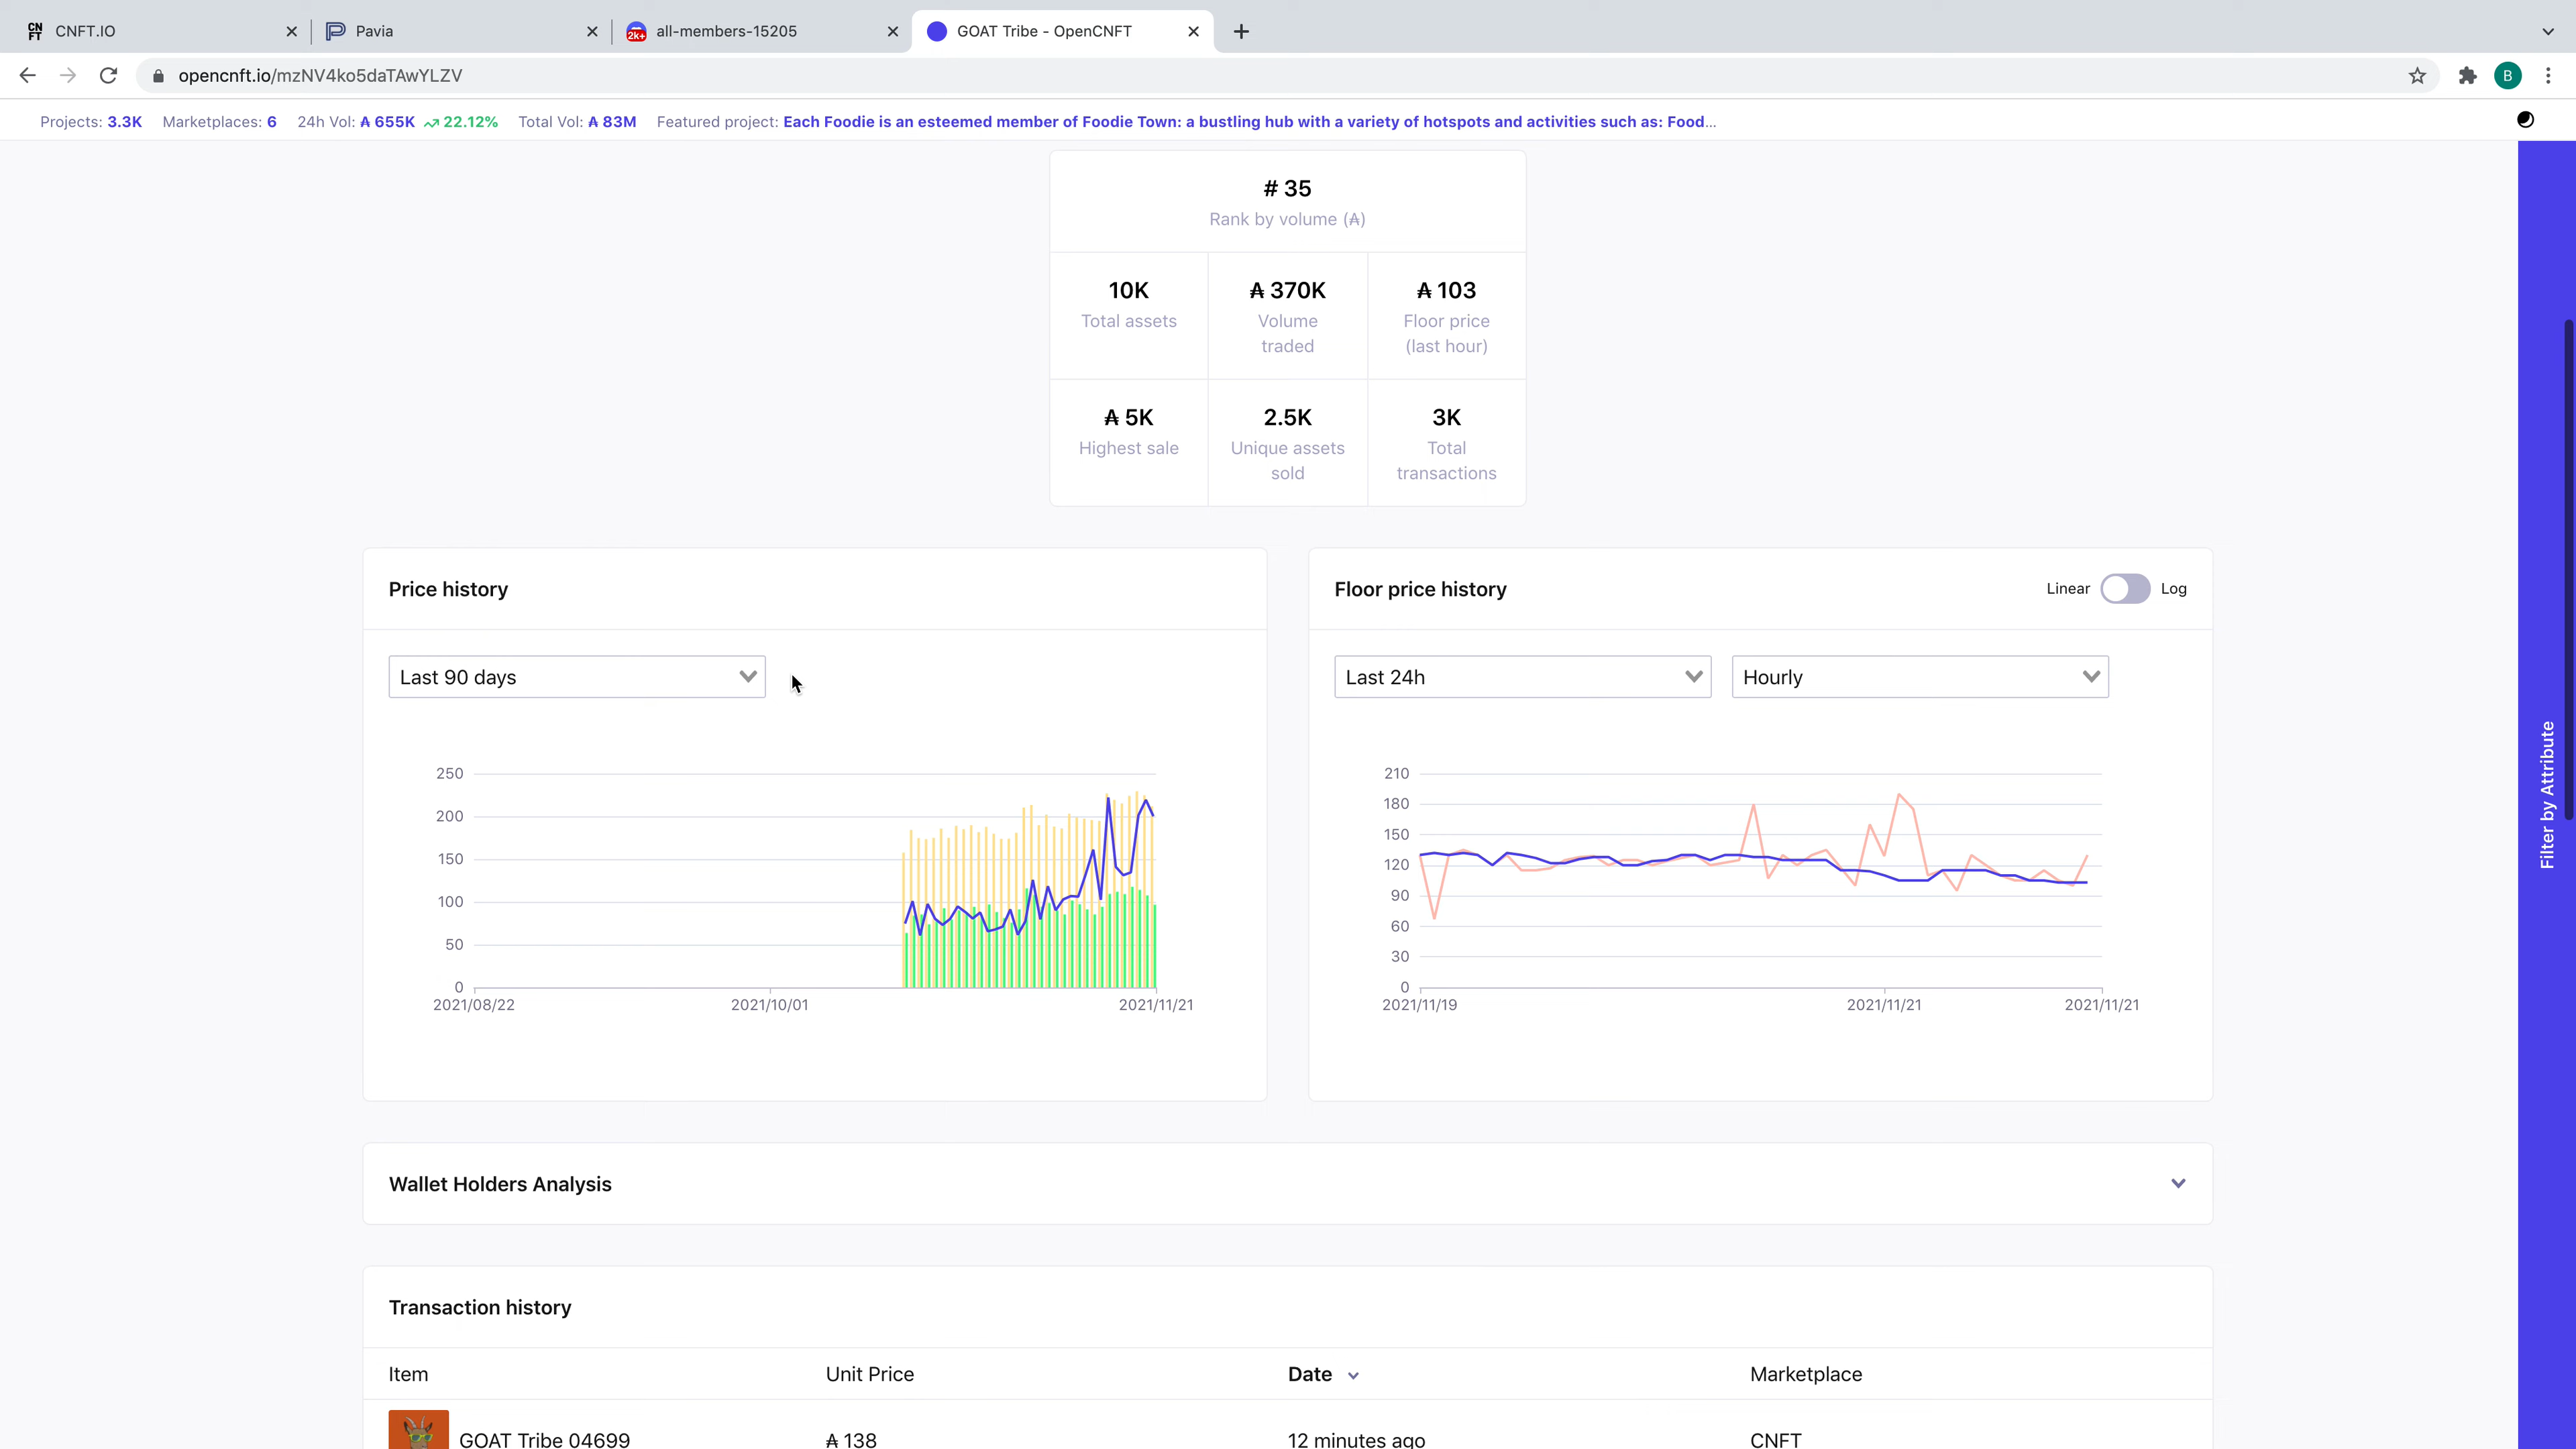 CNFT.IO
Pavia
2k+
all-members-15205
GOAT Tribe - OpenCNFT
opencnft.io/mzNV4ko5daTAwYLZV
B
Projects: 3.3K Marketplaces: 6 24h Vol: ₳ 655K 22.12% Total Vol: ₳ 83M Featured project: Each Foodie is an esteemed member of Foodie Town: a bustling hub with a variety of hotspots and activities such as: Food...
# 35
Rank by volume (₳)
10K
Total assets
₳ 370K
Volume
traded
₳ 103
Floor price
(last hour)
₳ 5K
Highest sale
2.5K
Unique assets
sold
3K
Total
transactions
Price history
Last 90 days
250
200
150
100
50
0
2021/08/22 2021/10/01 2021/11/21
Floor price history
Linear Log
Last 24h Hourly
210
180
150
120
90
60
30
0
2021/11/19 2021/11/21 2021/11/21
Filter by Attribute
Wallet Holders Analysis
Transaction history
Item Unit Price Date Marketplace
GOAT Tribe 04699 ₳ 138 12 minutes ago CNFT